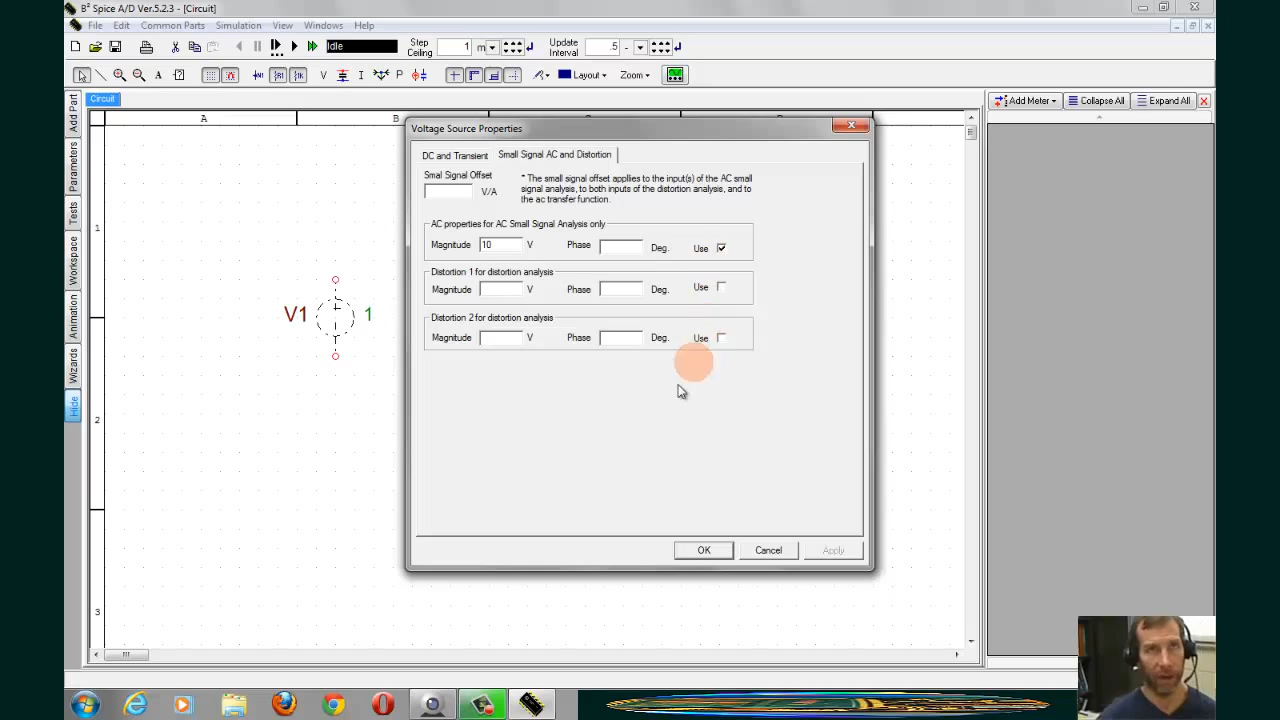 B² Spice A/D Ver.5.2.3 - [Circuit]
File Edit Common Parts Simulation View Windows Help
Idle Step Ceiling 1 m Update Interval .5 -
A V I P Layout Zoom
Circuit
Add Meter Collapse All Expand All
Add Part
Parameters
Tests
Workspace
Animation
Wizards
Hide
A B
1
2
3
V1 1
Voltage Source Properties
DC and Transient Small Signal AC and Distortion
Smal Signal Offset
V/A
* The small signal offset applies to the input(s) of the AC small
signal analysis, to both inputs of the distortion analysis, and to
the ac transfer function.
AC properties for AC Small Signal Analysis only
Magnitude 10 V Phase Deg. Use
Distortion 1 for distortion analysis
Magnitude V Phase Deg. Use
Distortion 2 for distortion analysis
Magnitude V Phase Deg. Use
OK Cancel Apply